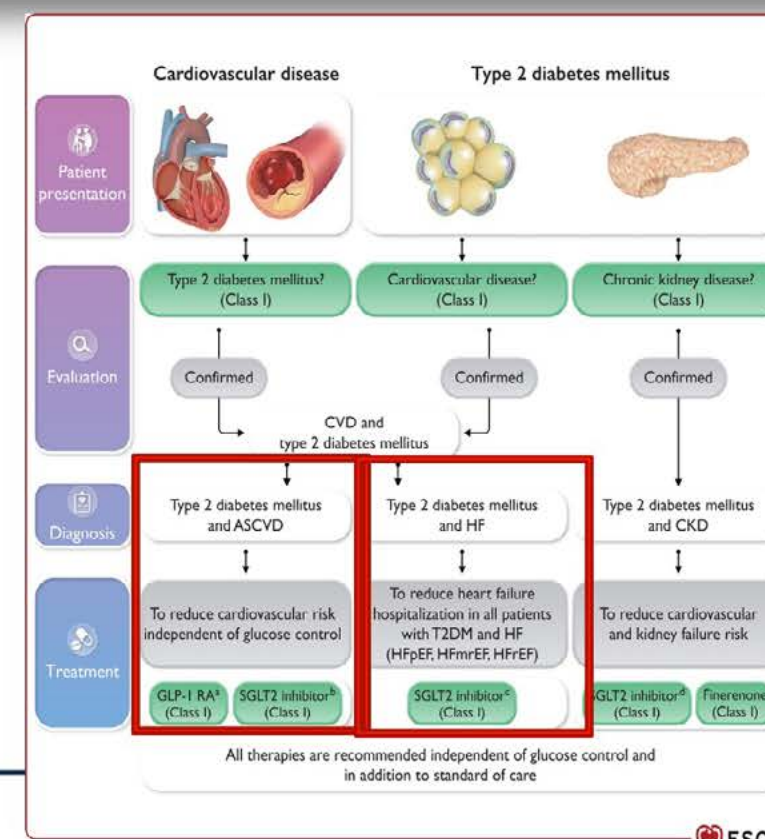 Cardiovascular disease
Type 2 diabetes mellitus
Patient
presentation
Type 2 diabetes mellitus?
(Class I)
Cardiovascular disease?
(Class I)
Chronic kidney disease?
(Class I)
Evaluation
Confirmed
Confirmed
Confirmed
CVD and
type 2 diabetes mellitus
Diagnosis
Type 2 diabetes mellitus
and ASCVD
Type 2 diabetes mellitus
and HF
Type 2 diabetes mellitus
and CKD
Treatment
To reduce cardiovascular risk
independent of glucose control
To reduce heart failure
hospitalization in all patients
with T2DM and HF
(HFpEF, HFmrEF, HFrEF)
To reduce cardiovascular
and kidney failure risk
GLP-1 RAᵃ
(Class I)
SGLT2 inhibitorᵇ
(Class I)
SGLT2 inhibitorᶜ
(Class I)
SGLT2 inhibitorᵈ
(Class I)
Finerenone
(Class I)
All therapies are recommended independent of glucose control and
in addition to standard of care
ESC